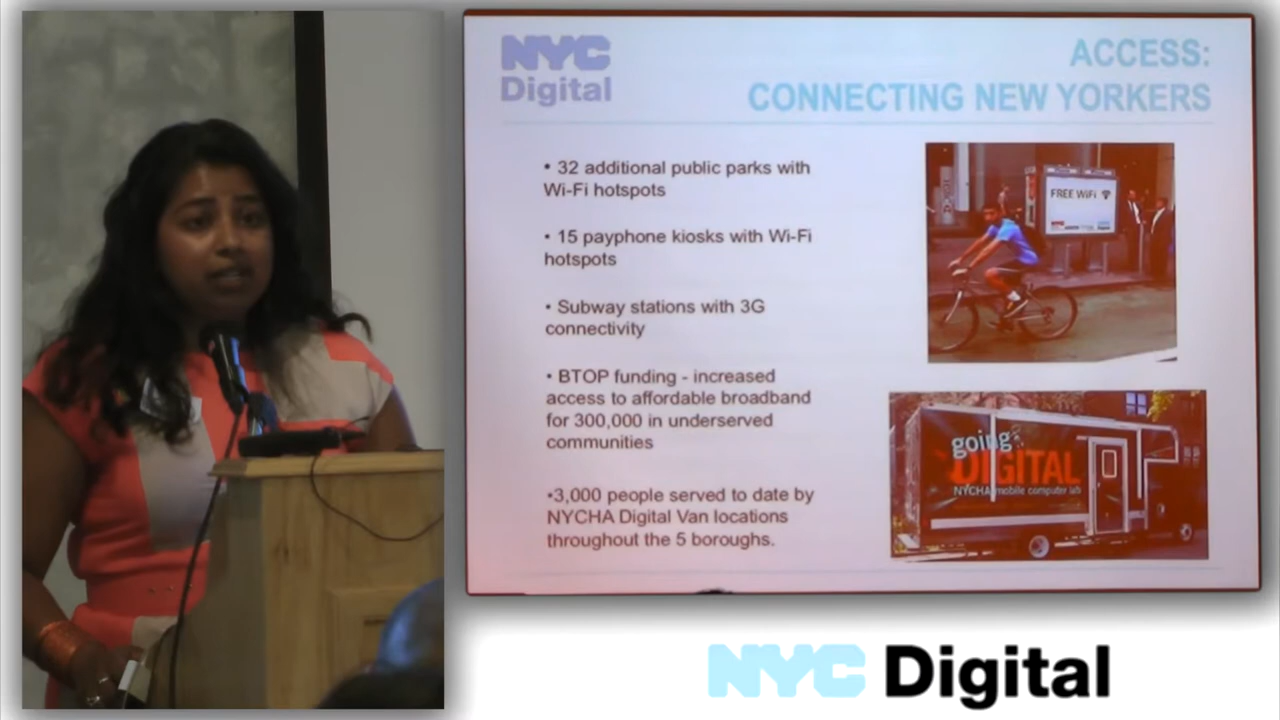 NYC
Digital
ACCESS:
CONNECTING NEW YORKERS
• 32 additional public parks with
Wi-Fi hotspots
• 15 payphone kiosks with Wi-Fi
hotspots
• Subway stations with 3G
connectivity
• BTOP funding - increased
access to affordable broadband
for 300,000 in underserved
communities
•3,000 people served to date by
NYCHA Digital Van locations
throughout the 5 boroughs.
FREE WiFi
going
DIGITAL
NYCHA mobile computer lab
NYC Digital